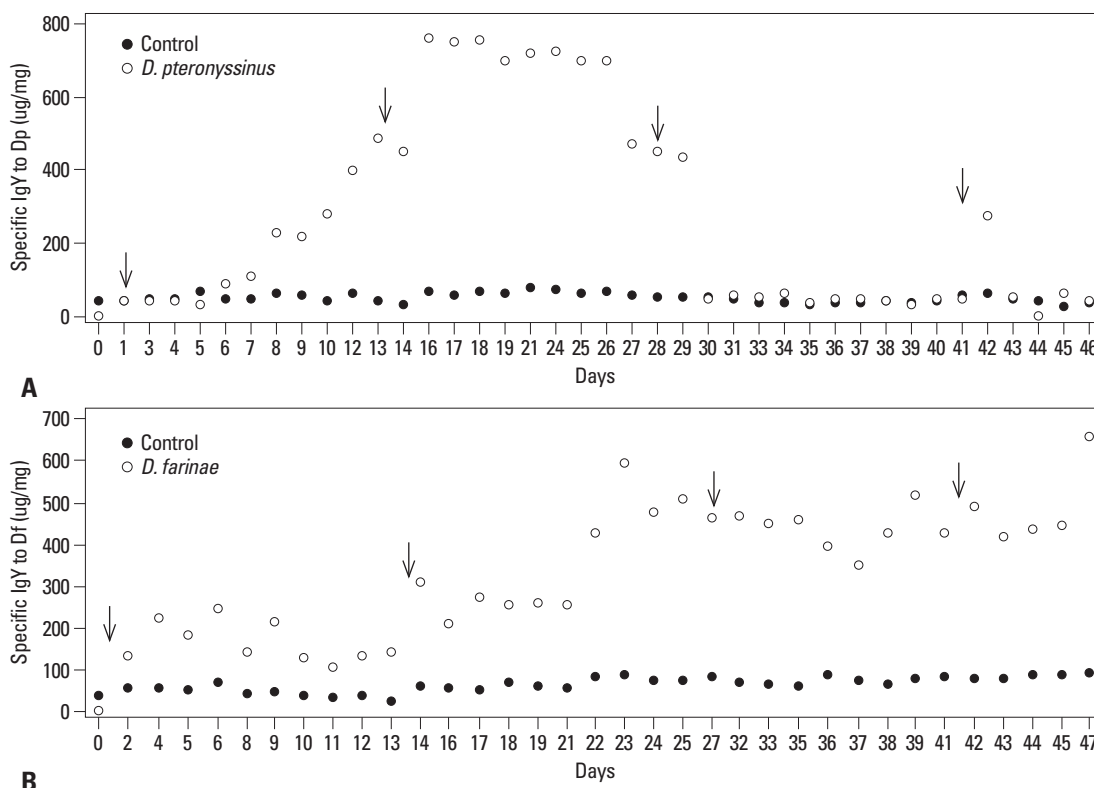 800
600
400
200
0
Specific IgY to Dp (ug/mg)
Control
D. pteronyssinus
0 1 3 4 5 6 7 8 9 10 12 13 14 16 17 18 19 21 24 25 26 27 28 29 30 31 33 34 35 36 37 38 39 40 41 42 43 44 45 46
Days
A
700
600
500
400
300
200
100
0
Specific IgY to Df (ug/mg)
Control
D. farinae
0 2 4 5 6 8 9 10 11 12 13 14 16 17 18 19 21 22 23 24 25 27 32 33 35 36 37 38 39 41 42 43 44 45 47
Days
B